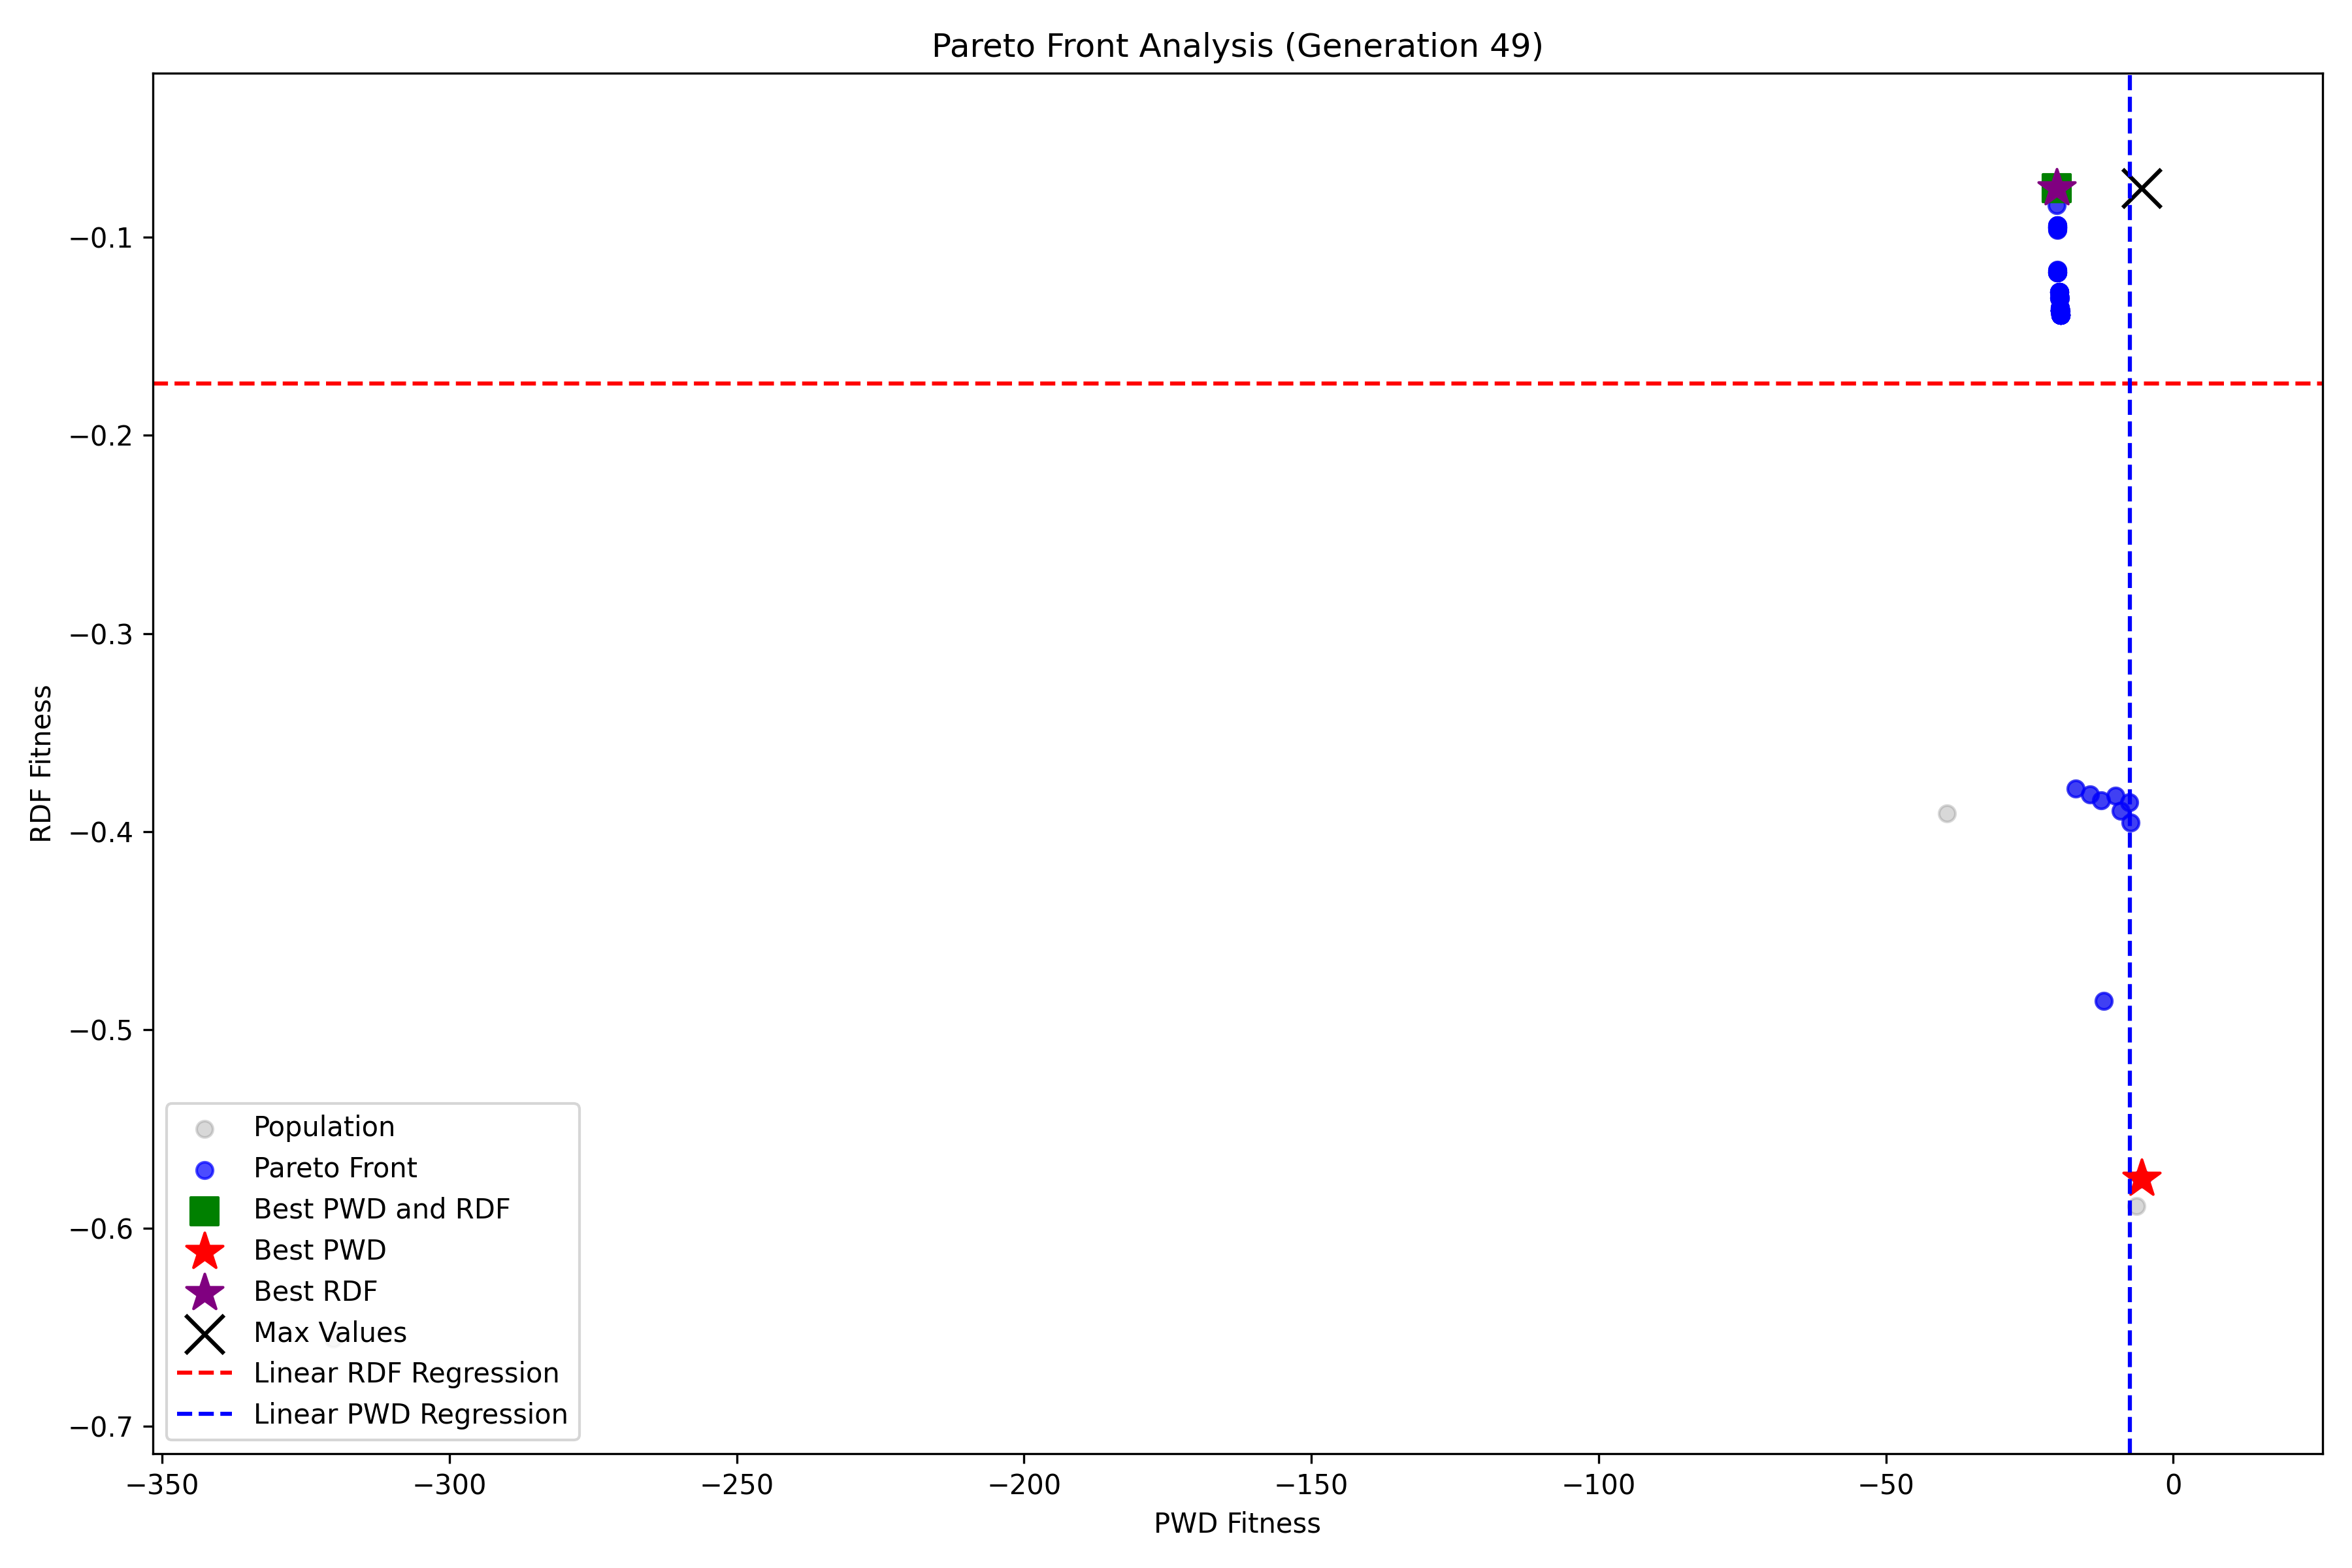 Pareto Front Analysis (Generation 49)
RDF Fitness
−0.1
−0.2
−0.3
−0.4
−0.5
−0.6
−0.7
Population
Pareto Front
Best PWD and RDF
Best PWD
Best RDF
Max Values
Linear RDF Regression
Linear PWD Regression
−350
−300
−250
−200
−150
−100
−50
0
PWD Fitness